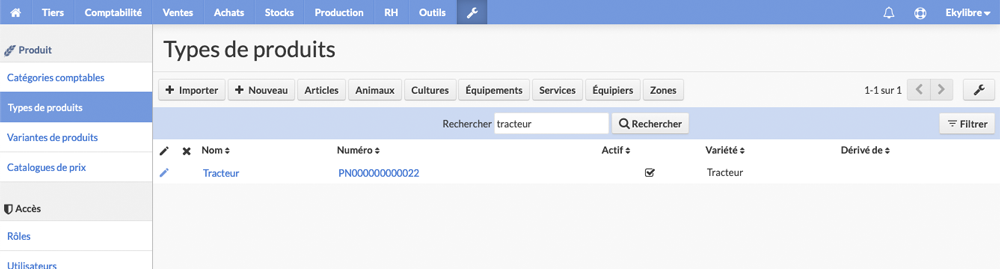 Tiers Comptabilité Ventes Achats Stocks Production RH Outils Ekylibre
Produit
Catégories comptables
Types de produits
Variantes de produits
Catalogues de prix
Accès
Rôles
Utilisateurs
Types de produits
Importer Nouveau Articles Animaux Cultures Équipements Services Équipiers Zones 1-1 sur 1
Rechercher tracteur Rechercher Filtrer
Nom Numéro Actif Variété Dérivé de
Tracteur PN000000000022 Tracteur